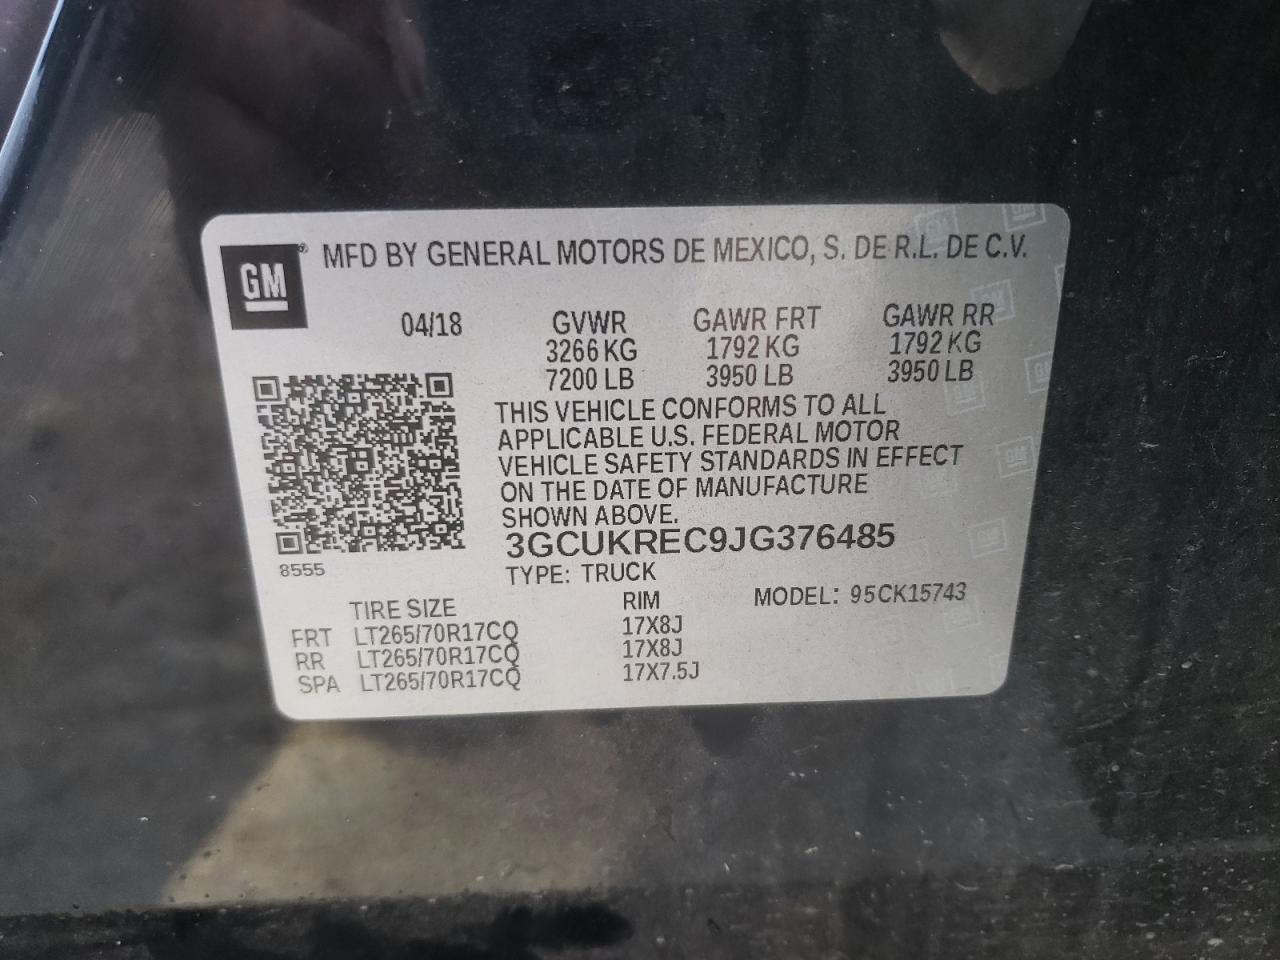 GM® MFD BY GENERAL MOTORS DE MEXICO, S. DE R.L. DE C.V.
04/18 GVWR GAWR FRT GAWR RR
3266 KG 1792 KG 1792 KG
7200 LB 3950 LB 3950 LB
THIS VEHICLE CONFORMS TO ALL
APPLICABLE U.S. FEDERAL MOTOR
VEHICLE SAFETY STANDARDS IN EFFECT
ON THE DATE OF MANUFACTURE
SHOWN ABOVE.
3GCUKREC9JG376485
8555
TYPE: TRUCK
TIRE SIZE RIM MODEL: 95CK15743
FRT LT265/70R17CQ 17X8J
RR LT265/70R17CQ 17X8J
SPA LT265/70R17CQ 17X7.5J